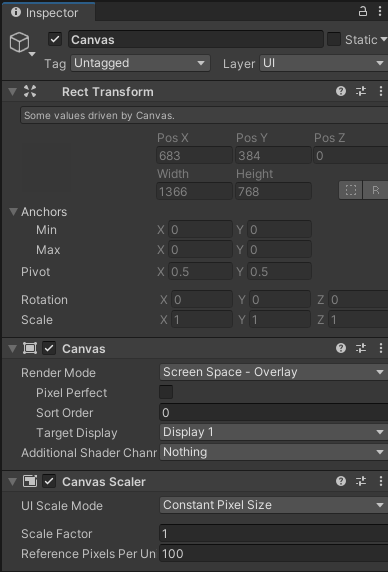 Inspector
Canvas Static
Tag Untagged Layer UI
Rect Transform
Some values driven by Canvas.
Pos X Pos Y Pos Z
683 384 0
Width Height
1366 768
R
Anchors
Min X 0 Y 0
Max X 0 Y 0
Pivot X 0.5 Y 0.5
Rotation X 0 Y 0 Z 0
Scale X 1 Y 1 Z 1
Canvas
Render Mode Screen Space - Overlay
Pixel Perfect
Sort Order 0
Target Display Display 1
Additional Shader Chanr Nothing
Canvas Scaler
UI Scale Mode Constant Pixel Size
Scale Factor 1
Reference Pixels Per Un 100